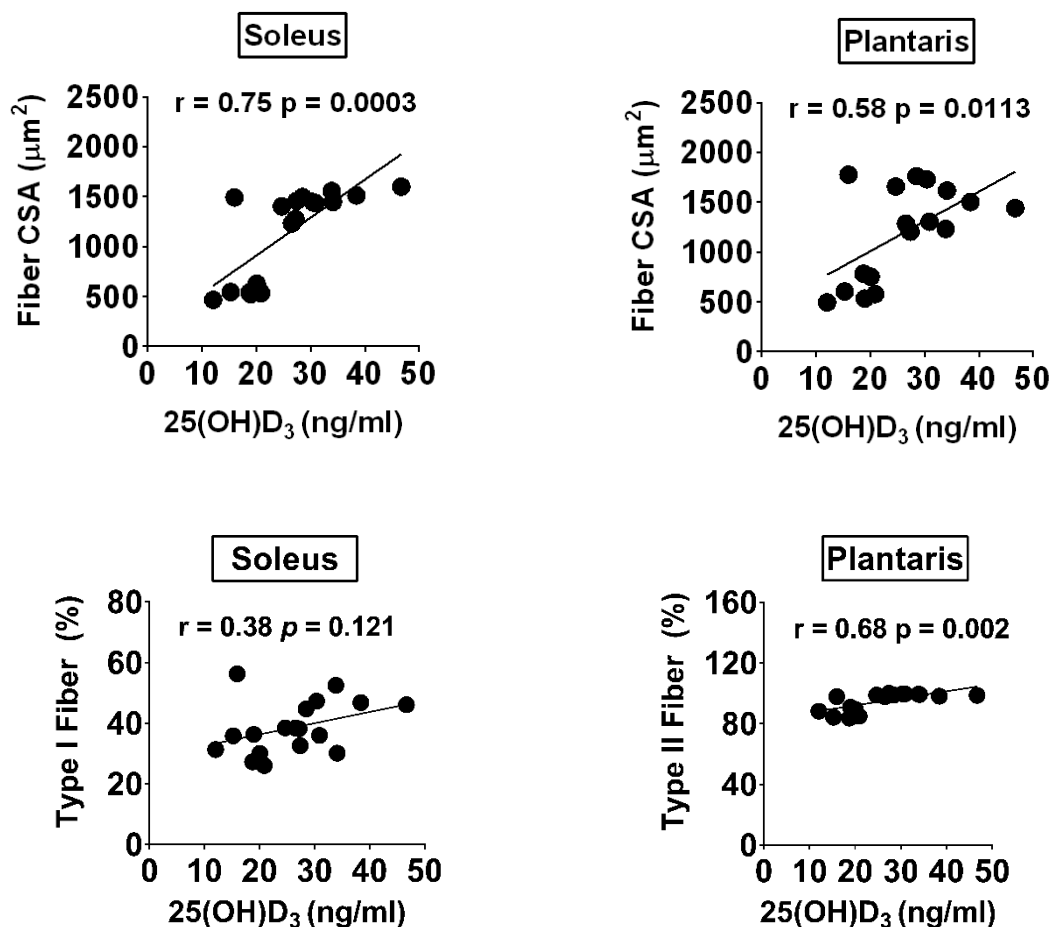 Soleus
r = 0.75 p = 0.0003
Fiber CSA (μm²)
2500
2000
1500
1000
500
0
0 10 20 30 40 50
25(OH)D₃ (ng/ml)
Plantaris
r = 0.58 p = 0.0113
Fiber CSA (μm²)
2500
2000
1500
1000
500
0
0 10 20 30 40 50
25(OH)D₃ (ng/ml)
Soleus
r = 0.38 p = 0.121
Type I Fiber (%)
80
60
40
20
0
0 10 20 30 40 50
25(OH)D₃ (ng/ml)
Plantaris
r = 0.68 p = 0.002
Type II Fiber (%)
160
120
80
40
0
0 10 20 30 40 50
25(OH)D₃ (ng/ml)